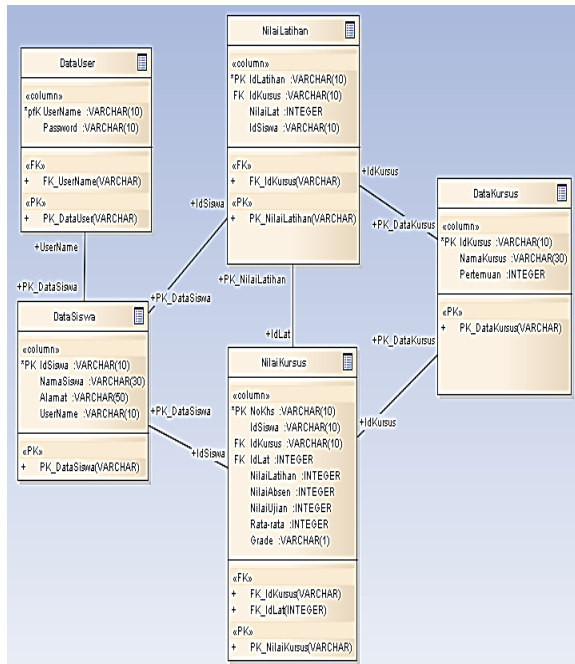 DataUser
«column»
*pfK UserName :VARCHAR(10)
Password :VARCHAR(10)
«FK»
+ FK_UserName(VARCHAR)
«PK»
+ PK_DataUser(VARCHAR)
+UserName
+PK_DataSiswa
DataSiswa
«column»
*PK IdSiswa :VARCHAR(10)
NamaSiswa :VARCHAR(30)
Alamat :VARCHAR(50)
UserName :VARCHAR(10)
«PK»
+ PK_DataSiswa(VARCHAR)
NilaiLatihan
«column»
*PK IdLatihan :VARCHAR(10)
FK IdKursus :VARCHAR(10)
NilaiLat :INTEGER
IdSiswa :VARCHAR(10)
«FK»
+ FK_IdKursus(VARCHAR)
«PK»
+ PK_NilaiLatihan(VARCHAR)
+IdSiswa
+PK_DataSiswa
+PK_NilaiLatihan
+IdLat
+IdKursus
+PK_DataKursus
DataKursus
«column»
*PK IdKursus :VARCHAR(10)
NamaKursus :VARCHAR(30)
Pertemuan :INTEGER
«PK»
+ PK_DataKursus(VARCHAR)
+PK_DataKursus
+IdKursus
+PK_DataSiswa
+IdSiswa
NilaiKursus
«column»
*PK NoKhs :VARCHAR(10)
IdSiswa :VARCHAR(10)
FK IdKursus :VARCHAR(10)
FK IdLat :INTEGER
NilaiLatihan :INTEGER
NilaiAbsen :INTEGER
NilaiUjian :INTEGER
Rata-rata :INTEGER
Grade :VARCHAR(1)
«FK»
+ FK_IdKursus(VARCHAR)
+ FK_IdLat(INTEGER)
«PK»
+ PK_NilaiKursus(VARCHAR)